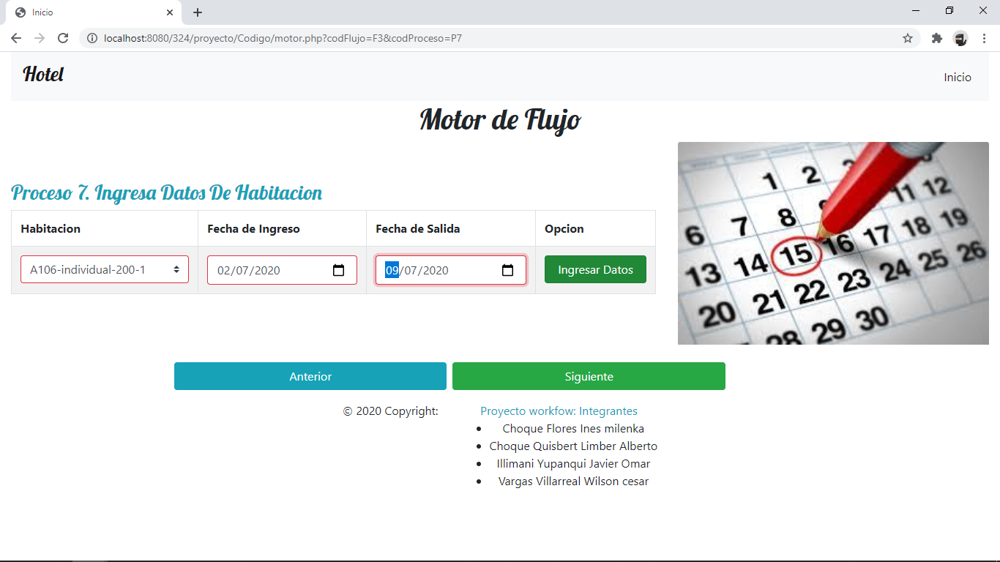 Inicio
localhost:8080/324/proyecto/Codigo/motor.php?codFlujo=F3&codProceso=P7
Hotel
Inicio
Motor de Flujo
Proceso 7. Ingresa Datos De Habitacion
Habitacion Fecha de Ingreso Fecha de Salida Opcion
A106-individual-200-1 02/07/2020 09/07/2020 Ingresar Datos
1 2
6 7 8 11 12
13 14 15 16 17 18 19
20 21 22 23 24 25 26
28 29 30
Anterior Siguiente
© 2020 Copyright: Proyecto workfow: Integrantes
Choque Flores Ines milenka
Choque Quisbert Limber Alberto
Illimani Yupanqui Javier Omar
Vargas Villarreal Wilson cesar